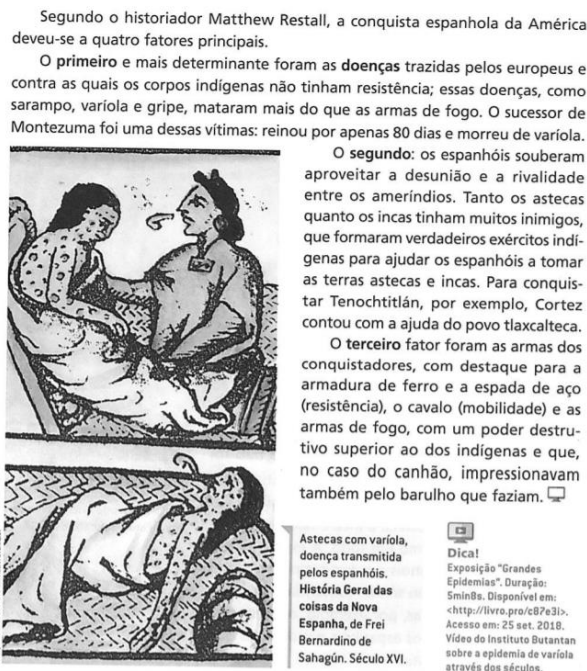 Segundo o historiador Matthew Restall, a conquista espanhola da América
deveu-se a quatro fatores principais.
O primeiro e mais determinante foram as doenças trazidas pelos europeus e
contra as quais os corpos indígenas não tinham resistência; essas doenças, como
sarampo, varíola e gripe, mataram mais do que as armas de fogo. O sucessor de
Montezuma foi uma dessas vítimas: reinou por apenas 80 dias e morreu de varíola.
O segundo: os espanhóis souberam
aproveitar a desunião e a rivalidade
entre os ameríndios. Tanto os astecas
quanto os incas tinham muitos inimigos,
que formaram verdadeiros exércitos indí-
genas para ajudar os espanhóis a tomar
as terras astecas e incas. Para conquis-
tar Tenochtitlán, por exemplo, Cortez
contou com a ajuda do povo tlaxcalteca.
O terceiro fator foram as armas dos
conquistadores, com destaque para a
armadura de ferro e a espada de aço
(resistência), o cavalo (mobilidade) e as
armas de fogo, com um poder destru-
tivo superior ao dos indígenas e que,
no caso do canhão, impressionavam
também pelo barulho que faziam.
Astecas com varíola,
doença transmitida
pelos espanhóis.
História Geral das
coisas da Nova
Espanha, de Frei
Bernardino de
Sahagún. Século XVI.
Dica!
Exposição "Grandes
Epidemias". Duração:
5min8s. Disponível em:
<http://livro.pro/c87e3i>.
Acesso em: 25 set. 2018.
Vídeo do Instituto Butantan
sobre a epidemia de varíola
através dos séculos.